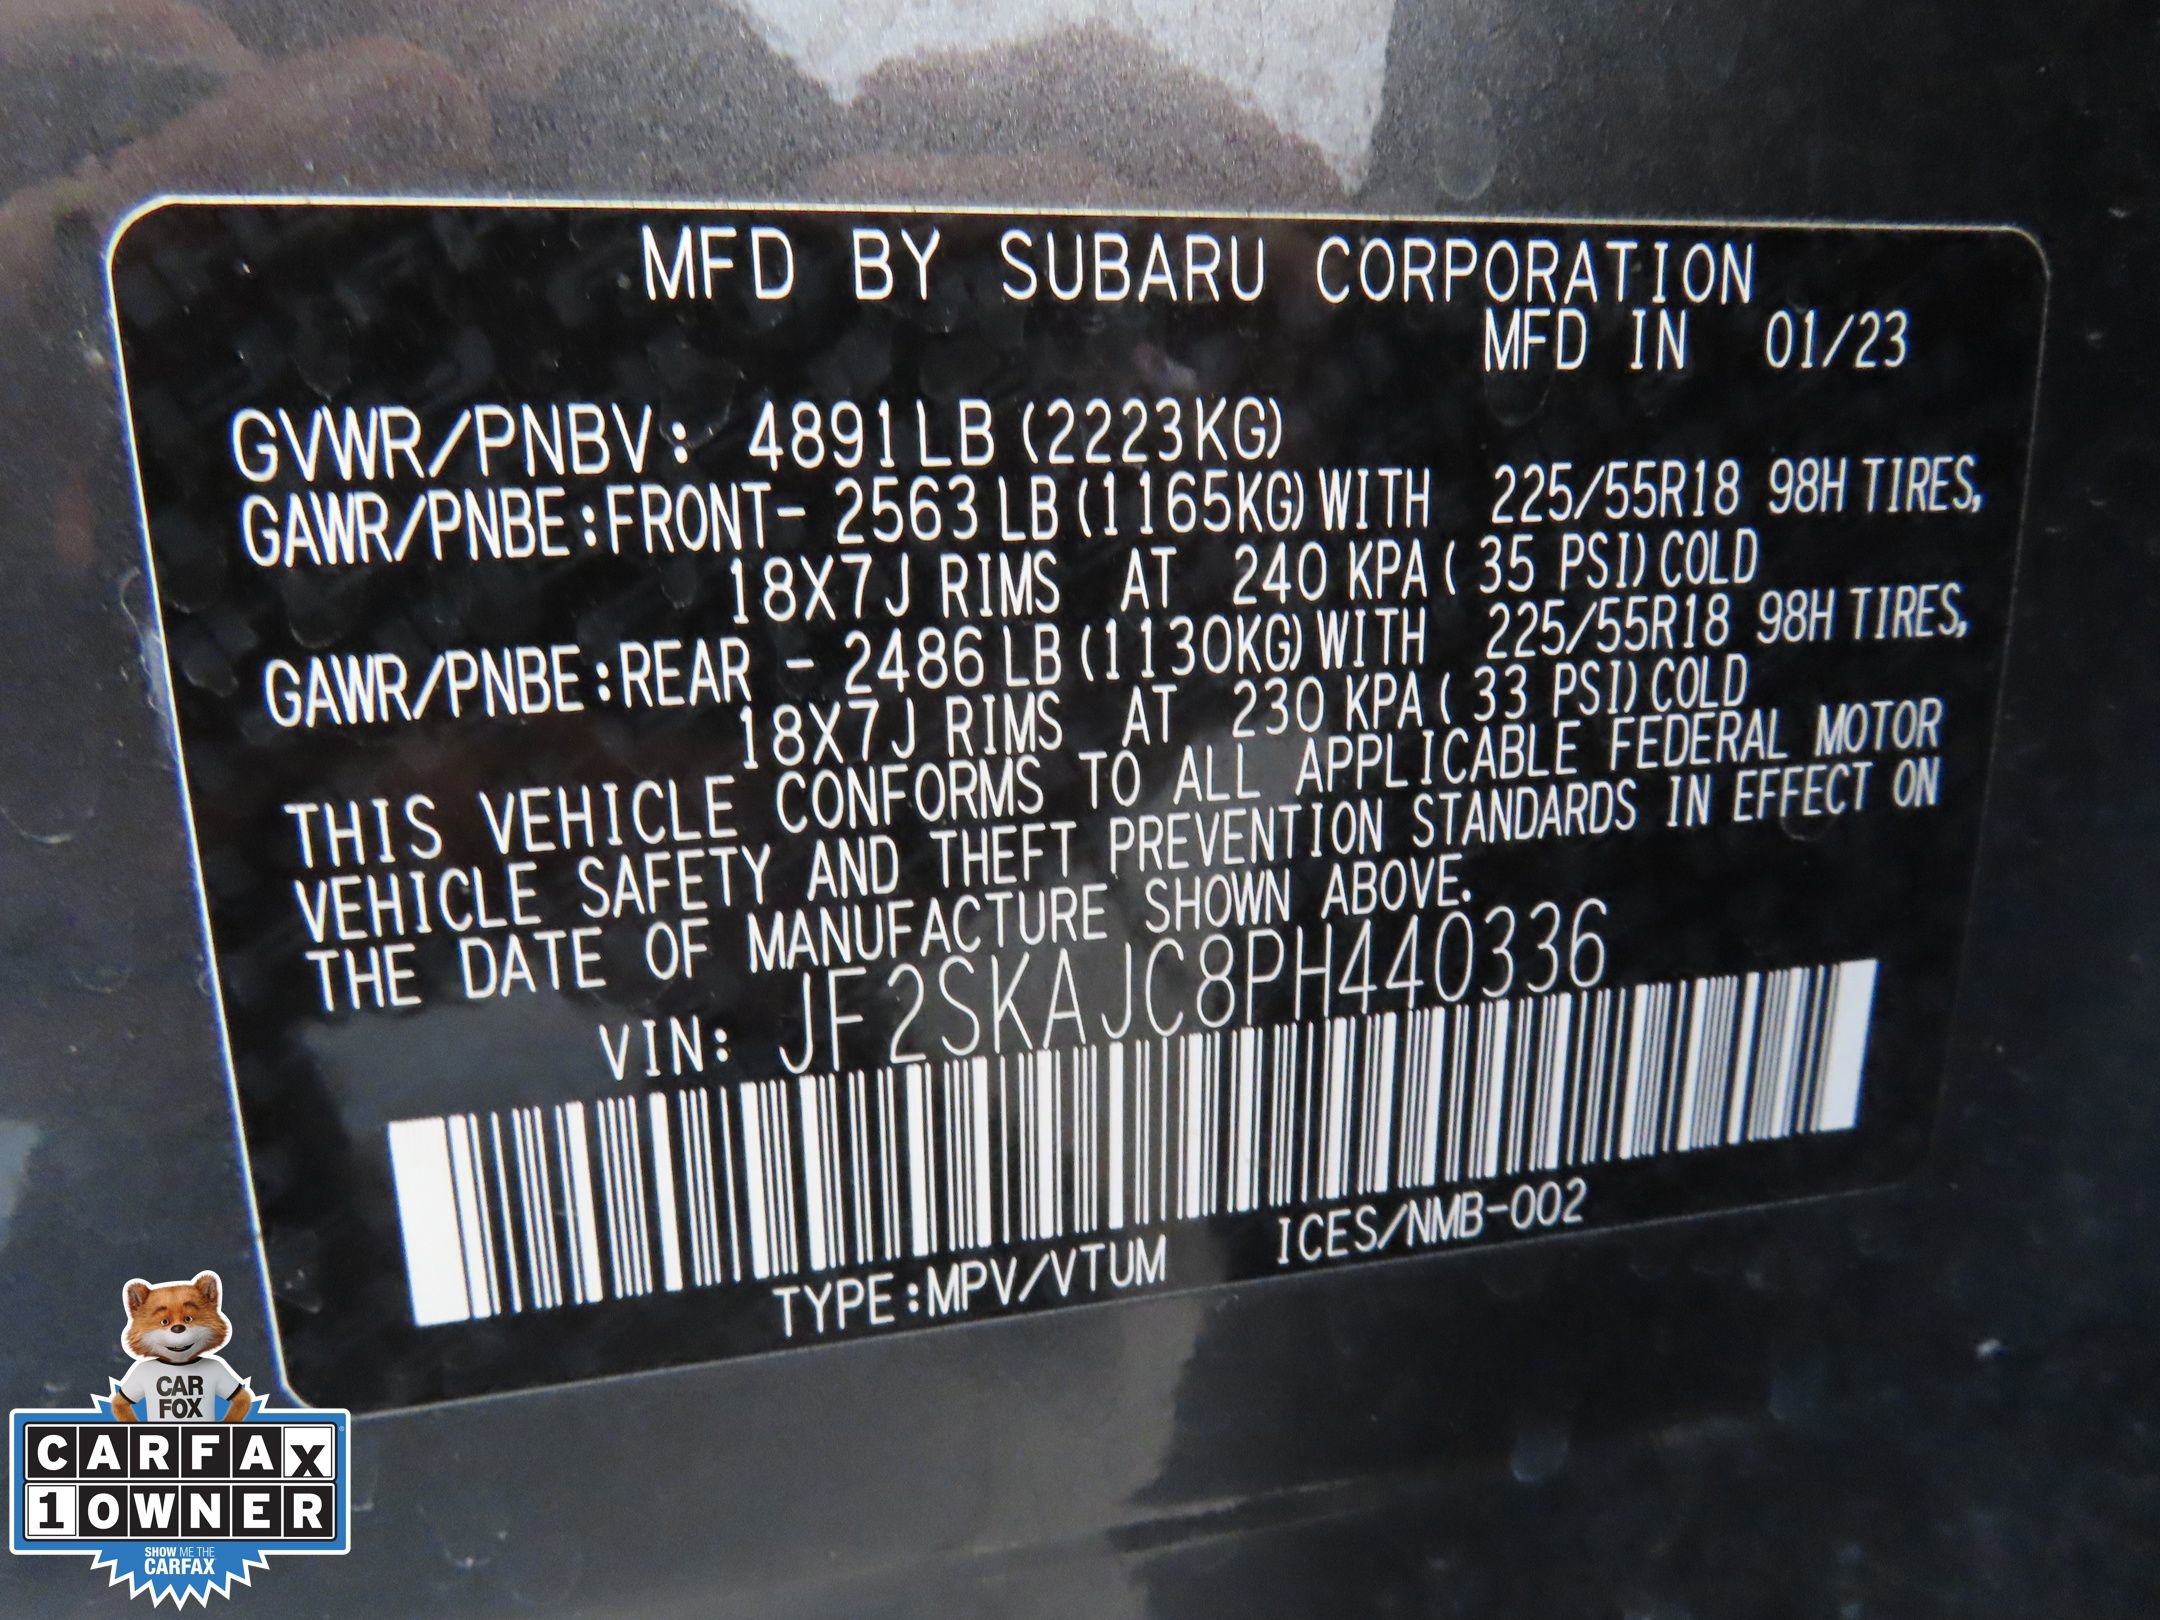 MFD BY SUBARU CORPORATION
MFD IN 01/23
GVWR/PNBV: 4891LB (2223KG)
GAWR/PNBE:FRONT- 2563 LB (1165KG) WITH 225/55R18 98H TIRES,
18X7J RIMS AT 240 KPA ( 35 PSI) COLD
GAWR/PNBE:REAR - 2486 LB (1130KG) WITH 225/55R18 98H TIRES,
18X7J RIMS AT 230 KPA ( 33 PSI) COLD
THIS VEHICLE CONFORMS TO ALL APPLICABLE FEDERAL MOTOR
VEHICLE SAFETY AND THEFT PREVENTION STANDARDS IN EFFECT ON
THE DATE OF MANUFACTURE SHOWN ABOVE.
VIN: JF2SKAJC8PH440336
TYPE:MPV/VTUM ICES/NMB-002
CAR
FOX
CARFAX
1OWNER
SHOW ME THE
CARFAX